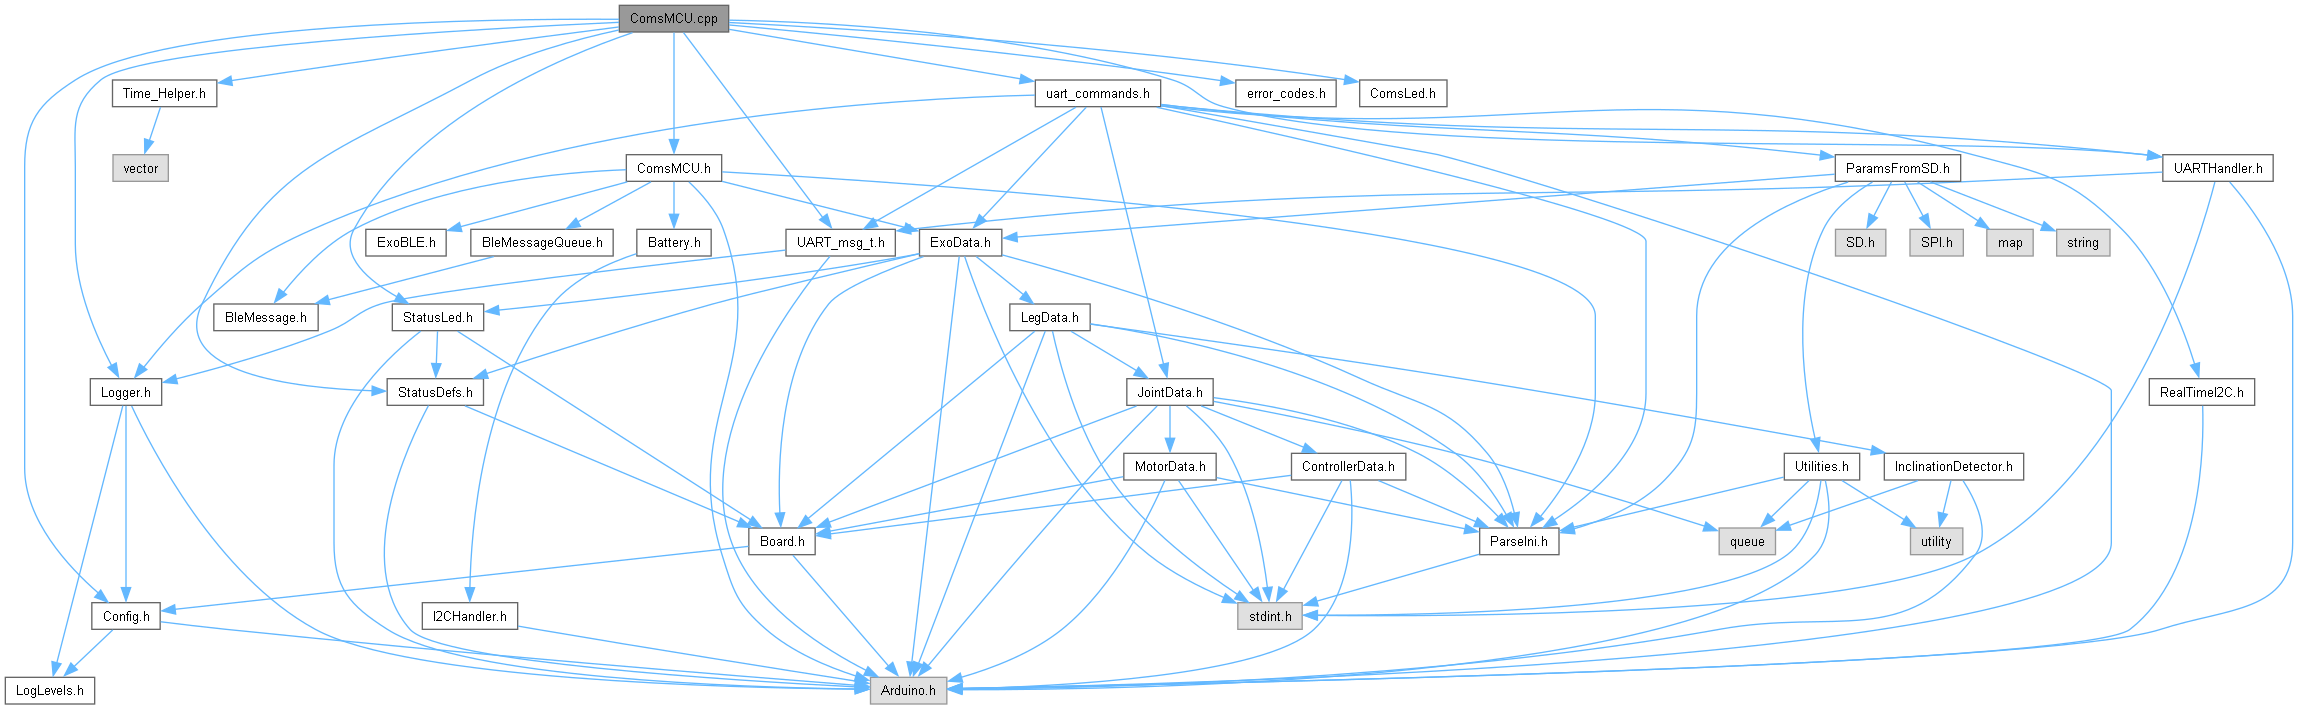 ComsMCU.cpp
Time_Helper.h
uart_commands.h
error_codes.h
ComsLed.h
vector
ComsMCU.h
ParamsFromSD.h
UARTHandler.h
ExoBLE.h
BleMessageQueue.h
Battery.h
UART_msg_t.h
ExoData.h
SD.h
SPI.h
map
string
BleMessage.h
StatusLed.h
LegData.h
Logger.h
StatusDefs.h
JointData.h
RealTimeI2C.h
MotorData.h
ControllerData.h
Utilities.h
InclinationDetector.h
Board.h
ParseIni.h
queue
utility
Config.h
I2CHandler.h
stdint.h
LogLevels.h
Arduino.h